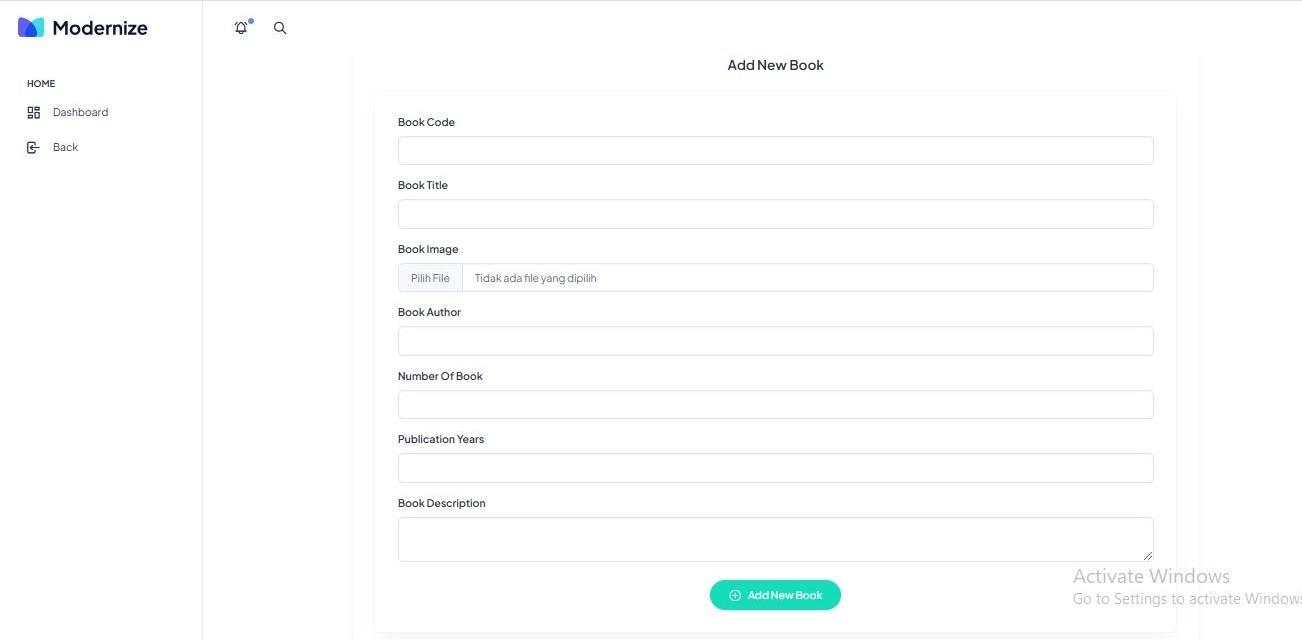 Modernize
HOME
Dashboard
Back
Add New Book
Book Code
Book Title
Book Image
Pilih File Tidak ada file yang dipilih
Book Author
Number Of Book
Publication Years
Book Description
Add New Book
Activate Windows
Go to Settings to activate Windows